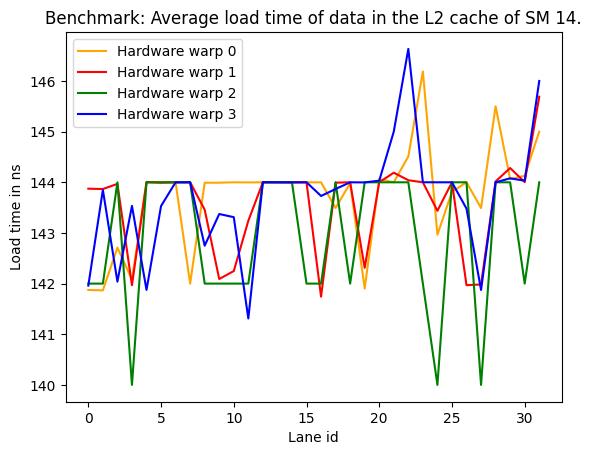 Benchmark: Average load time of data in the L2 cache of SM 14.
Hardware warp 0
Hardware warp 1
Hardware warp 2
Hardware warp 3
Load time in ns
146
145
144
143
142
141
140
0 5 10 15 20 25 30
Lane id